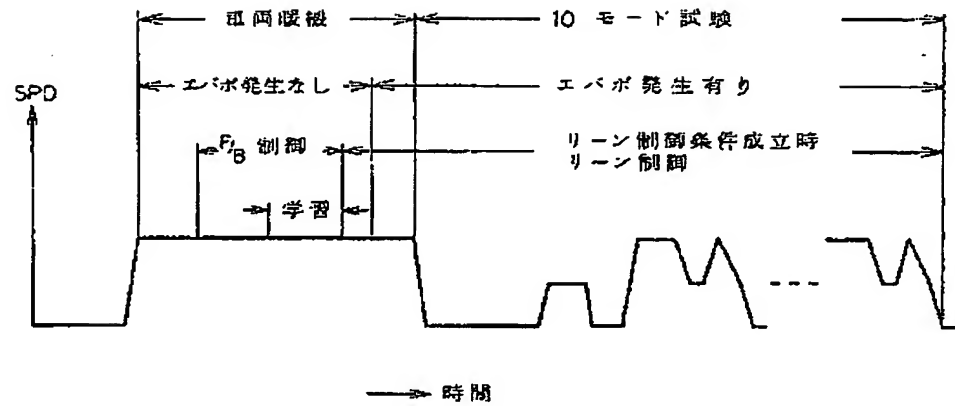 車両暖機
10 モード試験
エバポ発生なし
エバポ発生有り
SPD
F/B 制御
リーン制御条件成立時
リーン制御
学習
時間